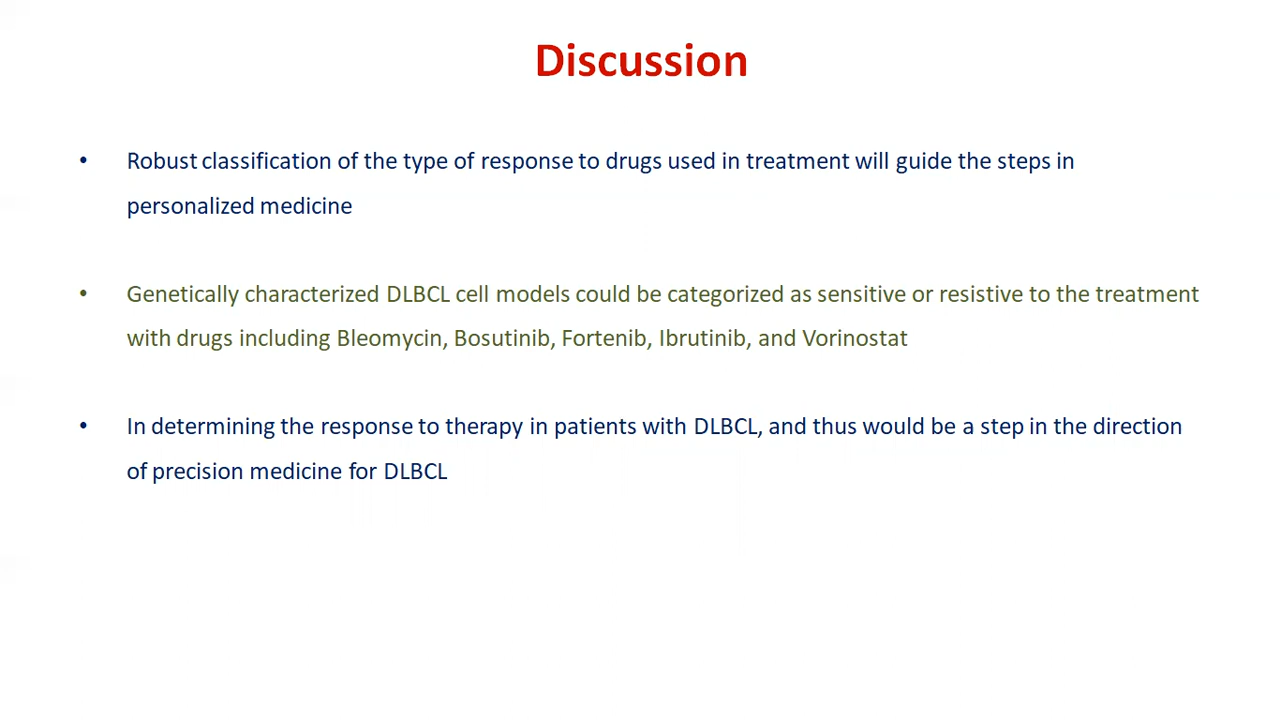 Discussion
• Robust classification of the type of response to drugs used in treatment will guide the steps in
personalized medicine
• Genetically characterized DLBCL cell models could be categorized as sensitive or resistive to the treatment
with drugs including Bleomycin, Bosutinib, Fortenib, Ibrutinib, and Vorinostat
• In determining the response to therapy in patients with DLBCL, and thus would be a step in the direction
of precision medicine for DLBCL